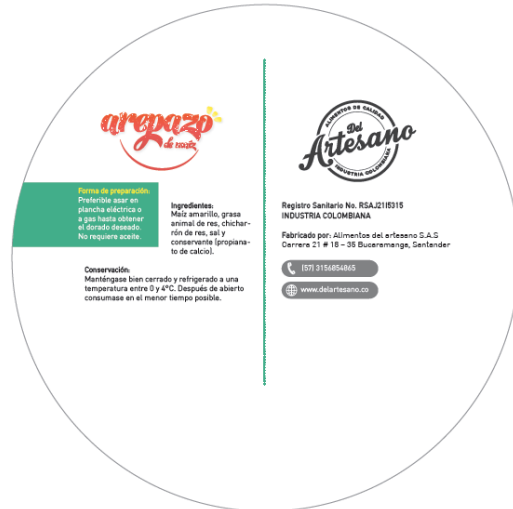 arepazo
de maíz
Forma de preparación:
Preferible asar en
plancha eléctrica o
a gas hasta obtener
el dorado deseado.
No requiere aceite.
Ingredientes:
Maíz amarillo, grasa
animal de res, chichar-
rón de res, sal y
conservante (propiana-
to de calcio).
Conservación:
Manténgase bien cerrado y refrigerado a una
temperatura entre 0 y 4°C. Después de abierto
consumase en el menor tiempo posible.
ALIMENTOS DE CALIDAD
Del
Artesano
INDUSTRIA COLOMBIANA
Registro Sanitario No. RSAJ21I5315
INDUSTRIA COLOMBIANA
Fabricado por: Alimentos del artesano S.A.S
Carrera 21 # 18 – 35 Bucaramanga, Santander
(57) 3156854865
www.delartesano.co